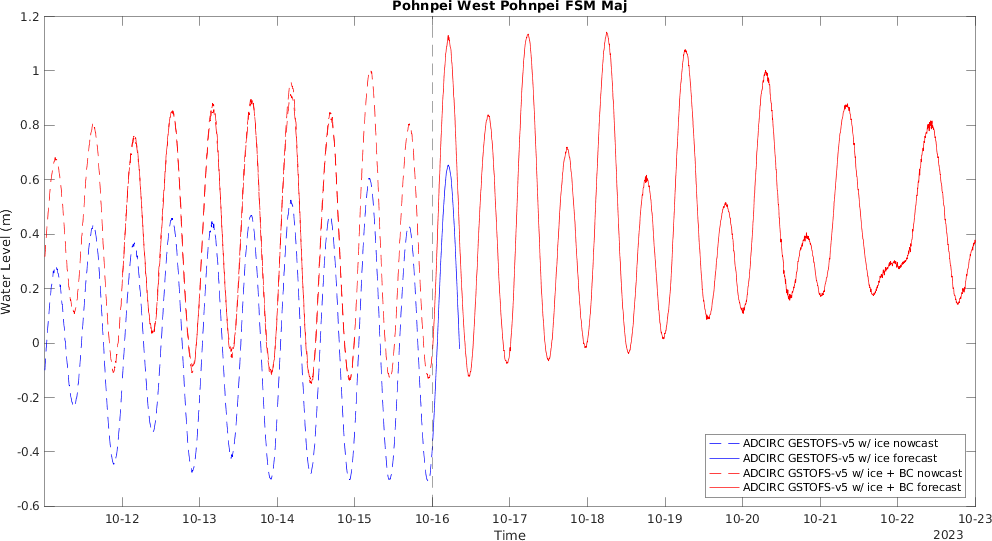 Pohnpei West Pohnpei FSM Maj
1.2
1
0.8
0.6
0.4
0.2
0
-0.2
-0.4
-0.6
Water Level (m)
ADCIRC GESTOFS-v5 w/ ice nowcast
ADCIRC GESTOFS-v5 w/ ice forecast
ADCIRC GSTOFS-v5 w/ ice + BC nowcast
ADCIRC GSTOFS-v5 w/ ice + BC forecast
10-12 10-13 10-14 10-15 10-16 10-17 10-18 10-19 10-20 10-21 10-22 10-23
Time
2023